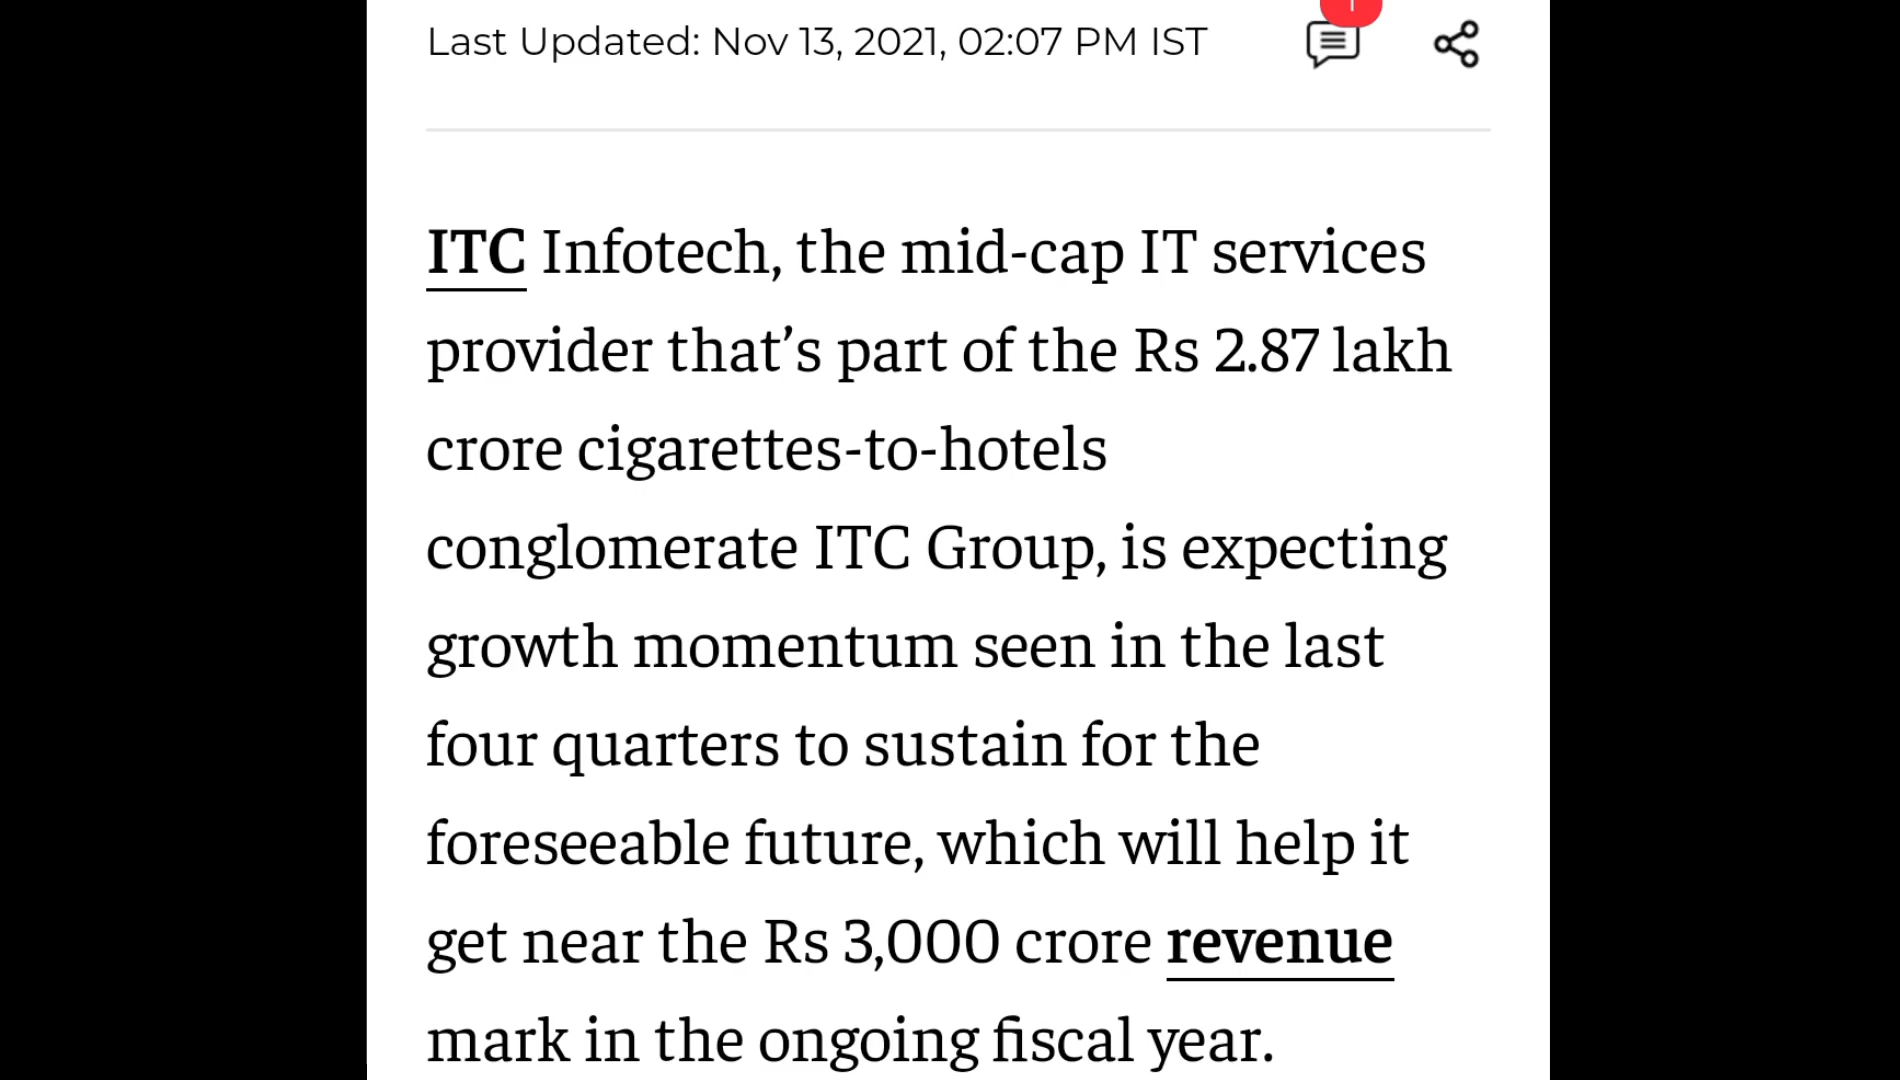 Last Updated: Nov 13, 2021, 02:07 PM IST
ITC Infotech, the mid-cap IT services
provider that’s part of the Rs 2.87 lakh
crore cigarettes-to-hotels
conglomerate ITC Group, is expecting
growth momentum seen in the last
four quarters to sustain for the
foreseeable future, which will help it
get near the Rs 3,000 crore revenue
mark in the ongoing fiscal year.